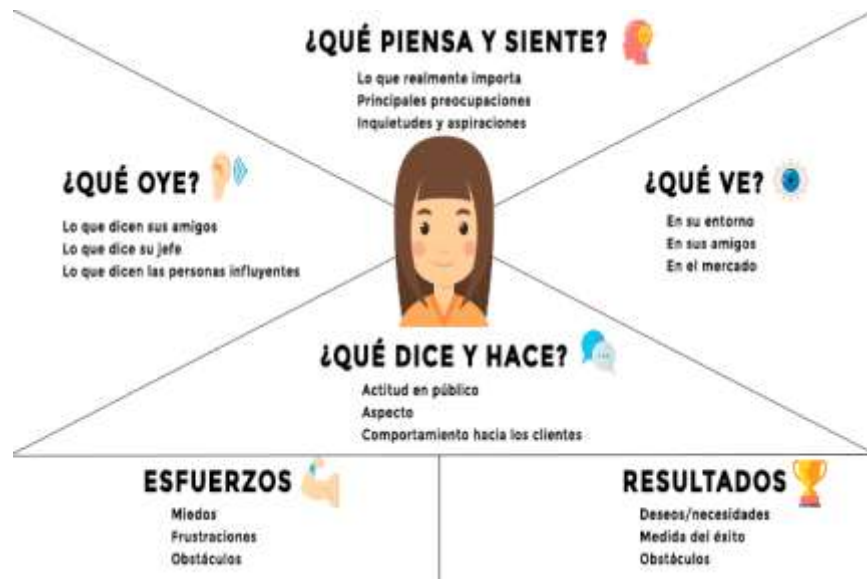 ¿QUÉ PIENSA Y SIENTE?
Lo que realmente importa
Principales preocupaciones
Inquietudes y aspiraciones
¿QUÉ OYE?
Lo que dicen sus amigos
Lo que dice su jefe
Lo que dicen las personas influyentes
¿QUÉ VE?
En su entorno
En sus amigos
En el mercado
¿QUÉ DICE Y HACE?
Actitud en público
Aspecto
Comportamiento hacia los clientes
ESFUERZOS
Miedos
Frustraciones
Obstáculos
RESULTADOS
Deseos/necesidades
Medida del éxito
Obstáculos